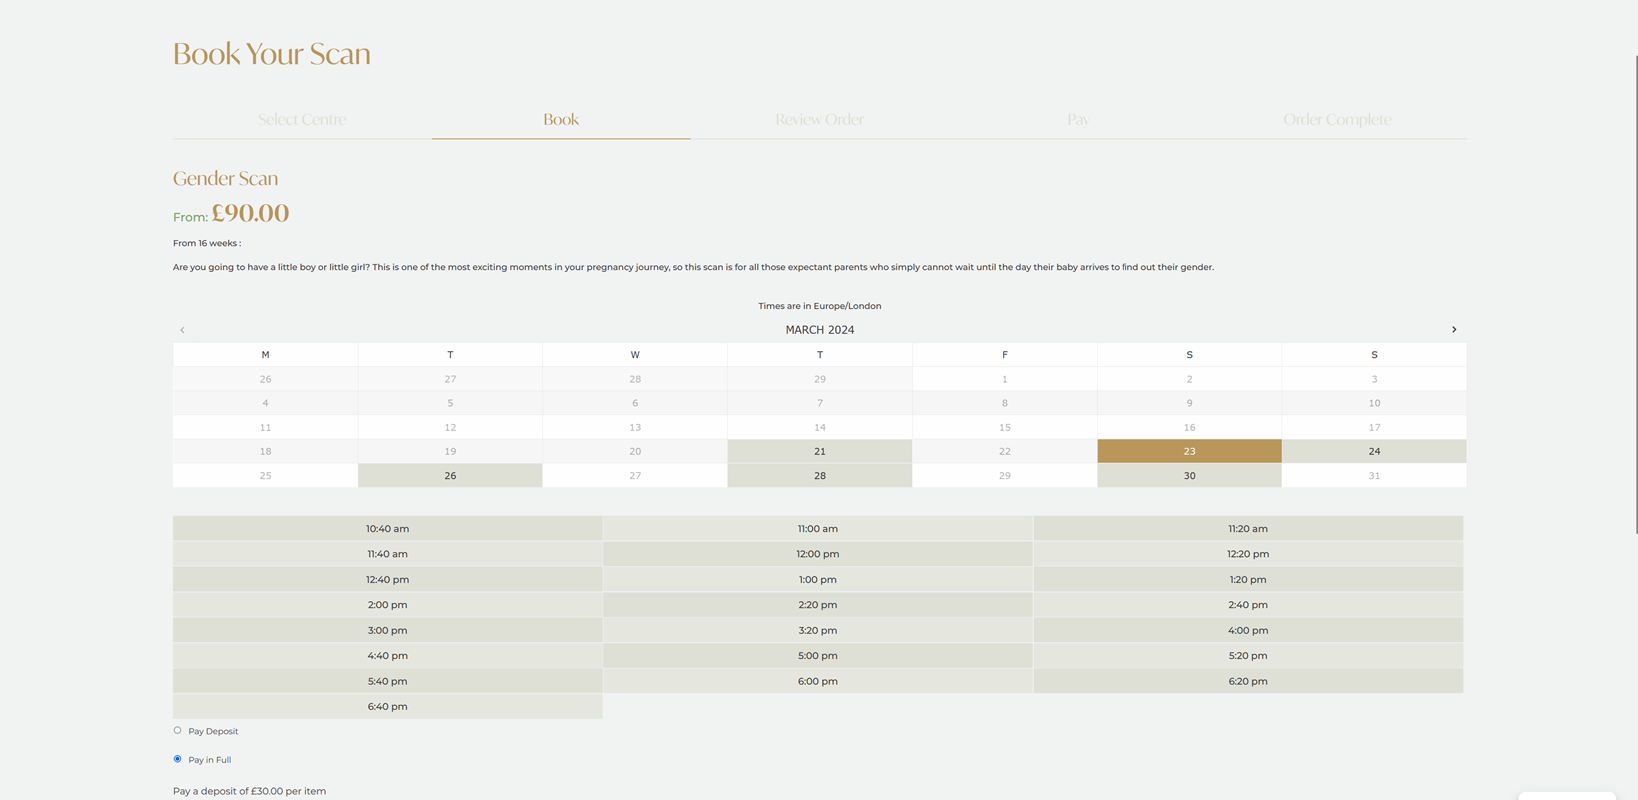 Book Your Scan
Select Centre Book Review Order Pay Order Complete
Gender Scan
From: £90.00
From 16 weeks :
Are you going to have a little boy or little girl? This is one of the most exciting moments in your pregnancy journey, so this scan is for all those expectant parents who simply cannot wait until the day their baby arrives to find out their gender.
Times are in Europe/London
MARCH 2024
M T W T F S S
26 27 28 29 1 2 3
4 5 6 7 8 9 10
11 12 13 14 15 16 17
18 19 20 21 22 23 24
25 26 27 28 29 30 31
10:40 am 11:00 am 11:20 am
11:40 am 12:00 pm 12:20 pm
12:40 pm 1:00 pm 1:20 pm
2:00 pm 2:20 pm 2:40 pm
3:00 pm 3:20 pm 4:00 pm
4:40 pm 5:00 pm 5:20 pm
5:40 pm 6:00 pm 6:20 pm
6:40 pm
Pay Deposit
Pay in Full
Pay a deposit of £30.00 per item